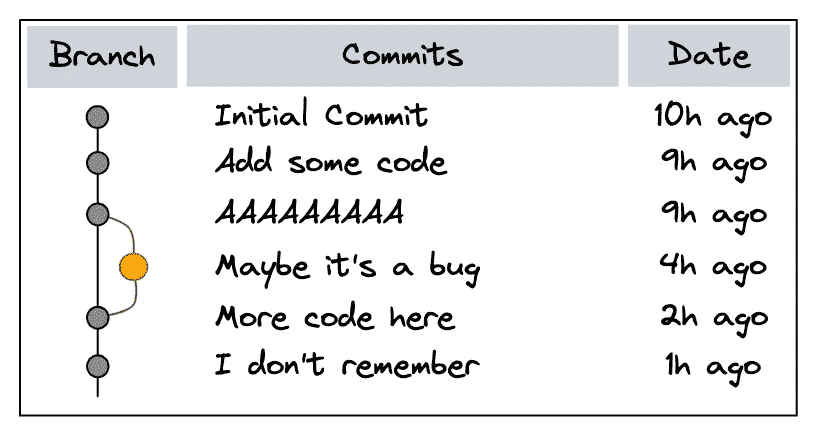 Branch Commits Date
Initial Commit 10h ago
Add some code 9h ago
AAAAAAAAA 9h ago
Maybe it's a bug 4h ago
More code here 2h ago
I don't remember 1h ago